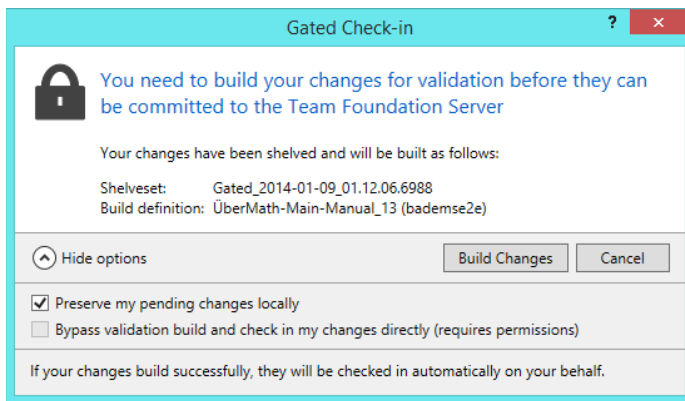 Gated Check-in
?
You need to build your changes for validation before they can
be committed to the Team Foundation Server
Your changes have been shelved and will be built as follows:
Shelveset: Gated_2014-01-09_01.12.06.6988
Build definition: ÜberMath-Main-Manual_13 (bademse2e)
Hide options
Build Changes
Cancel
Preserve my pending changes locally
Bypass validation build and check in my changes directly (requires permissions)
If your changes build successfully, they will be checked in automatically on your behalf.